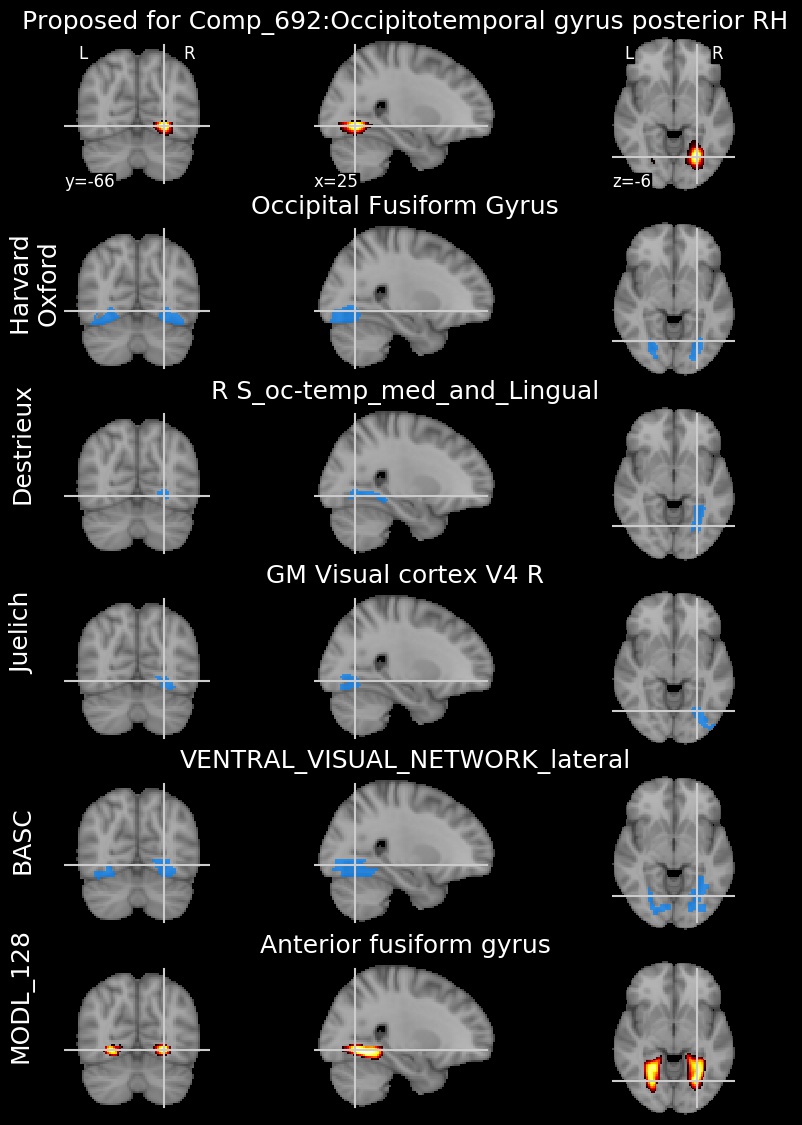 Proposed for Comp_692:Occipitotemporal gyrus posterior RH
L R
L R
y=-66
x=25
z=-6
Occipital Fusiform Gyrus
Harvard
Oxford
R S_oc-temp_med_and_Lingual
Destrieux
GM Visual cortex V4 R
Juelich
VENTRAL_VISUAL_NETWORK_lateral
BASC
Anterior fusiform gyrus
MODL_128